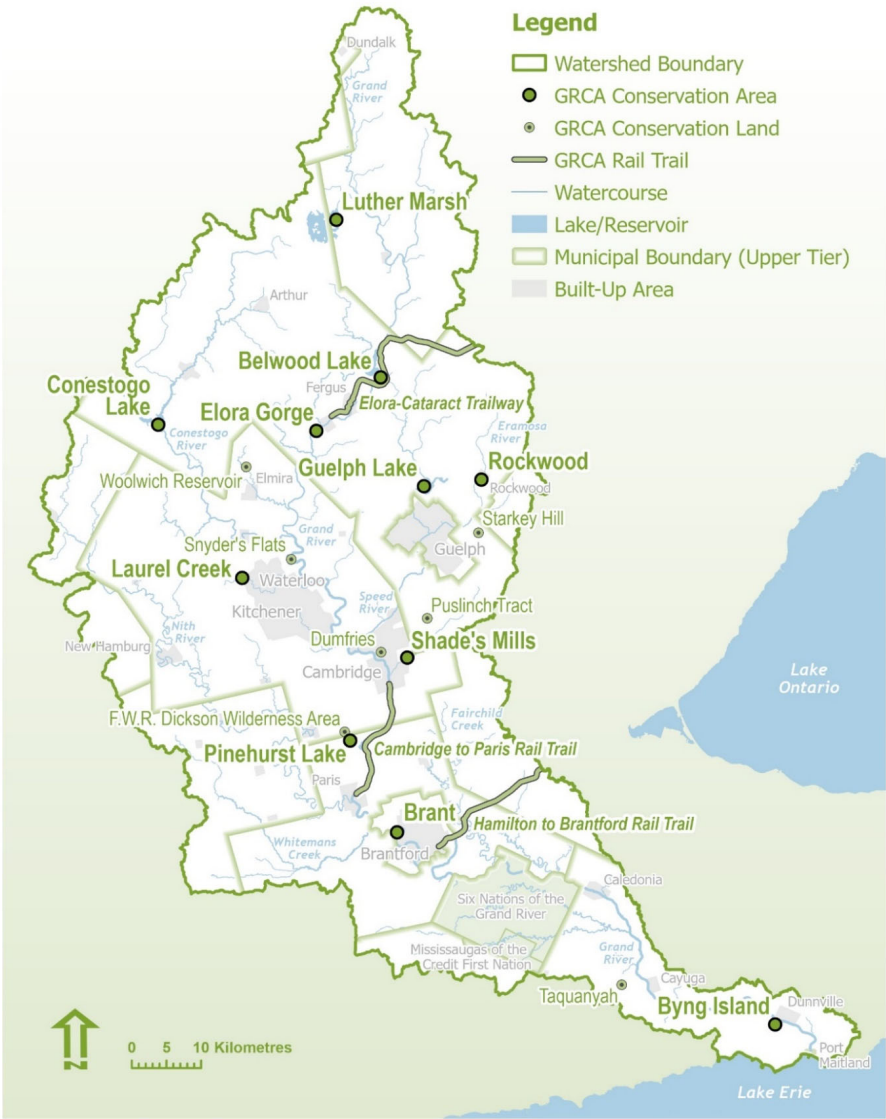 Legend
Watershed Boundary
GRCA Conservation Area
GRCA Conservation Land
GRCA Rail Trail
Watercourse
Lake/Reservoir
Municipal Boundary (Upper Tier)
Built-Up Area
Dundalk
Grand
River
Luther Marsh
Arthur
Belwood Lake
Conestogo
Lake
Fergus
Elora-Cataract Trailway
Elora Gorge
Conestogo
River
Eramosa
River
Guelph Lake
Rockwood
Woolwich Reservoir
Elmira
Rockwood
Starkey Hill
Grand
River
Snyder's Flats
Guelph
Laurel Creek
Waterloo
Kitchener
Speed
River
Puslinch Tract
Nith
River
New Hamburg
Dumfries
Shade's Mills
Cambridge
Lake
Ontario
F.W.R. Dickson Wilderness Area
Fairchild
Creek
Pinehurst Lake
Cambridge to Paris Rail Trail
Paris
Brant
Hamilton to Brantford Rail Trail
Whitemans
Creek
Brantford
Caledonia
Six Nations of the
Grand River
Mississaugas of the
Credit First Nation
Grand
River
Cayuga
Taquanyah
Byng Island
Dunnville
Port
Maitland
N
0 5 10 Kilometres
Lake Erie